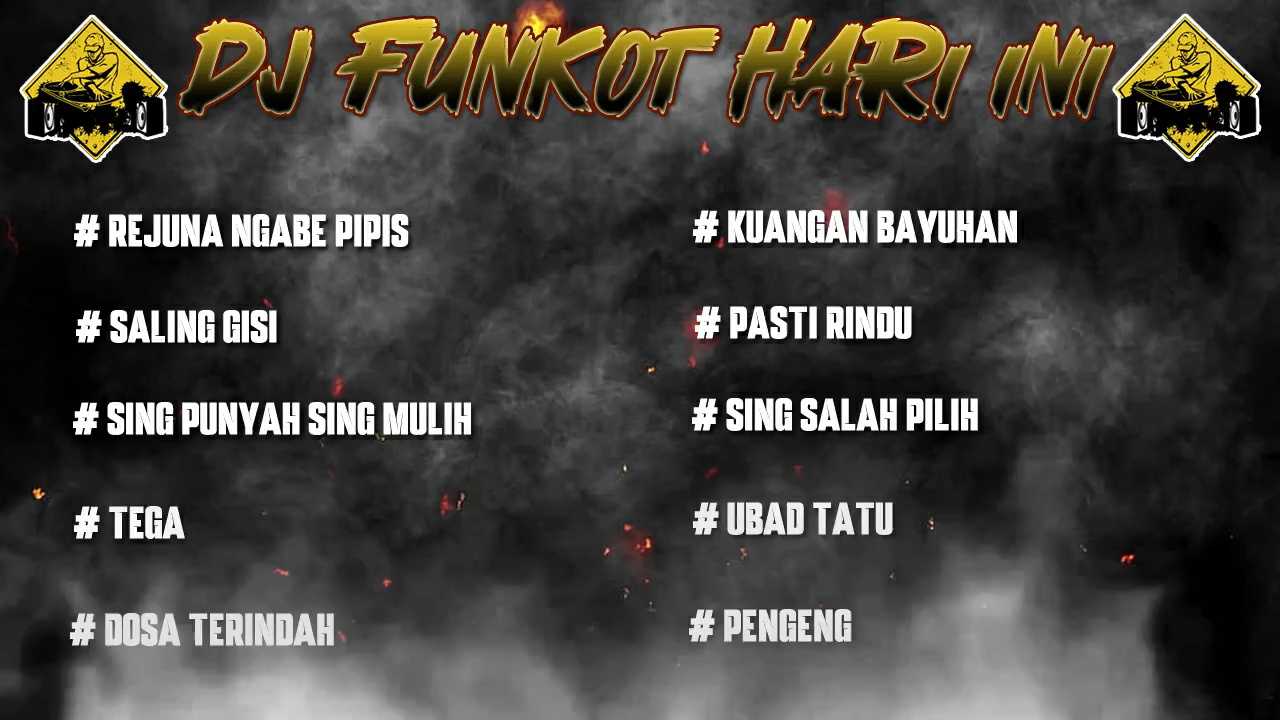 DJ FUNKOT HARI INI
# REJUNA NGABE PIPIS
# SALING GISI
# SING PUNYAH SING MULIH
# TEGA
# DOSA TERINDAH
# KUANGAN BAYUHAN
# PASTI RINDU
# SING SALAH PILIH
# UBAD TATU
# PENGENG